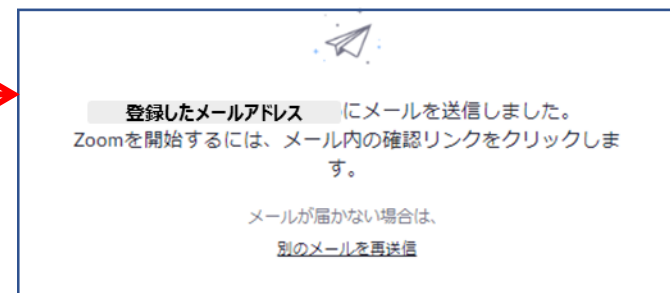 登録したメールアドレス にメールを送信しました。
Zoomを開始するには、メール内の確認リンクをクリックしま
す。
メールが届かない場合は、
別のメールを再送信